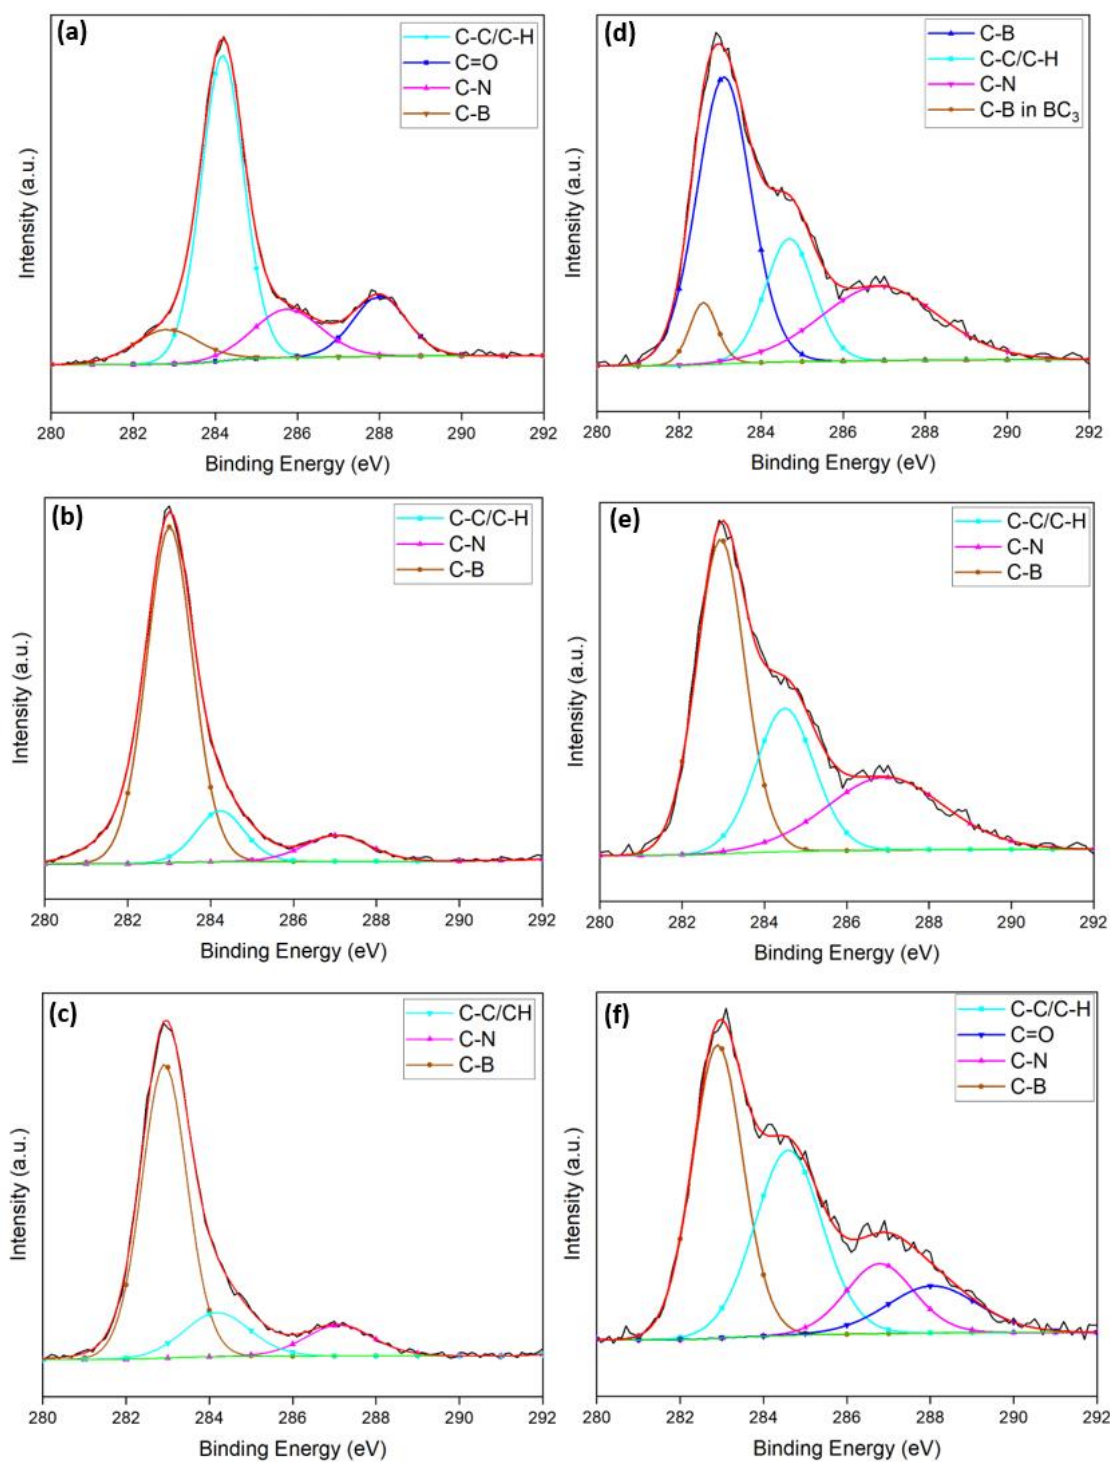 (a)
C-C/C-H
C=O
C-N
C-B
Intensity (a.u.)
280 282 284 286 288 290 292
Binding Energy (eV)
(d)
C-B
C-C/C-H
C-N
C-B in BC₃
Intensity (a.u.)
280 282 284 286 288 290 292
Binding Energy (eV)
(b)
C-C/C-H
C-N
C-B
Intensity (a.u.)
280 282 284 286 288 290 292
Binding Energy (eV)
(e)
C-C/C-H
C-N
C-B
Intensity (a.u.)
280 282 284 286 288 290 292
Binding Energy (eV)
(c)
C-C/CH
C-N
C-B
Intensity (a.u.)
280 282 284 286 288 290 292
Binding Energy (eV)
(f)
C-C/C-H
C=O
C-N
C-B
Intensity (a.u.)
280 282 284 286 288 290 292
Binding Energy (eV)